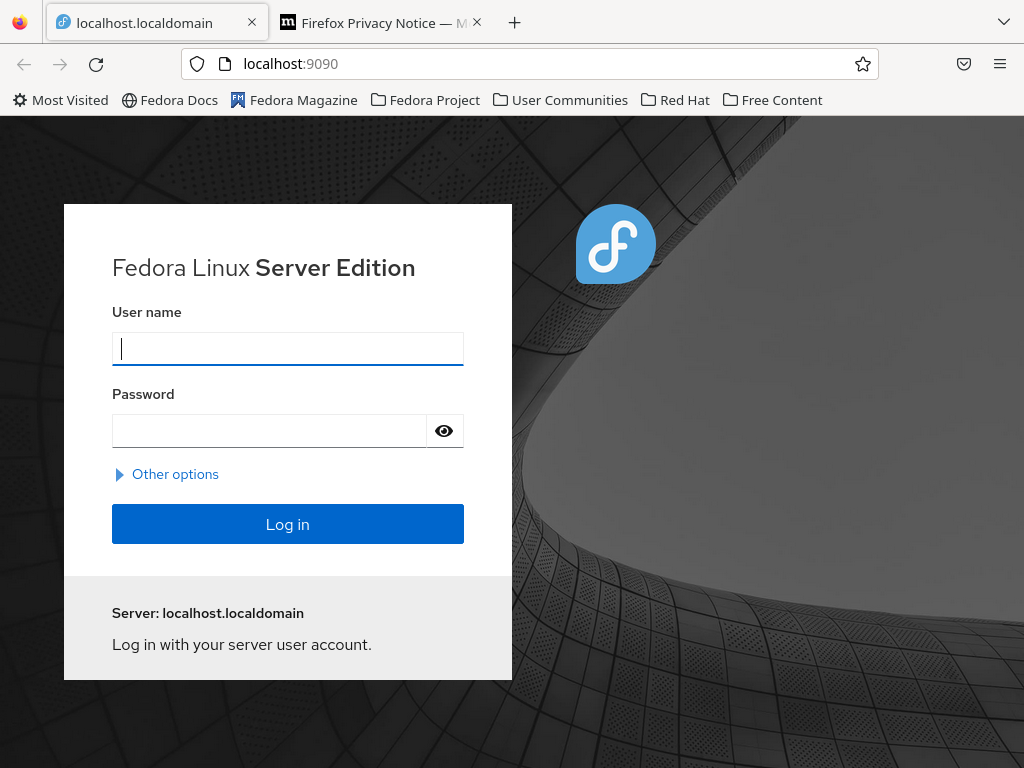 localhost.localdomain
Firefox Privacy Notice — M
localhost:9090
Most Visited
Fedora Docs
Fedora Magazine
Fedora Project
User Communities
Red Hat
Free Content
Fedora Linux Server Edition
User name
Password
Other options
Log in
Server: localhost.localdomain
Log in with your server user account.